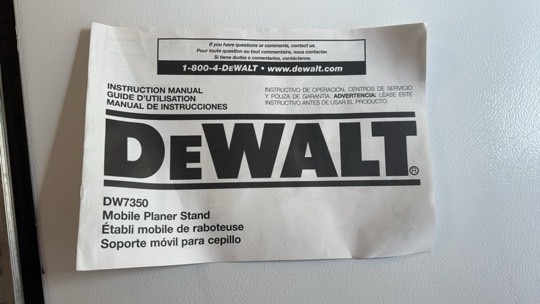 If you have questions or comments, contact us.
Pour toute question ou tout commentaire, nous contacter.
Si tiene dudas o comentarios, contáctenos.
1-800-4-DEWALT • www.dewalt.com
INSTRUCTION MANUAL
GUIDE D'UTILISATION
MANUAL DE INSTRUCCIONES
INSTRUCTIVO DE OPERACIÓN, CENTROS DE SERVICIO
Y PÓLIZA DE GARANTÍA. ADVERTENCIA: LÉASE ESTE
INSTRUCTIVO ANTES DE USAR EL PRODUCTO.
DEWALT®
DW7350
Mobile Planer Stand
Établi mobile de raboteuse
Soporte móvil para cepillo